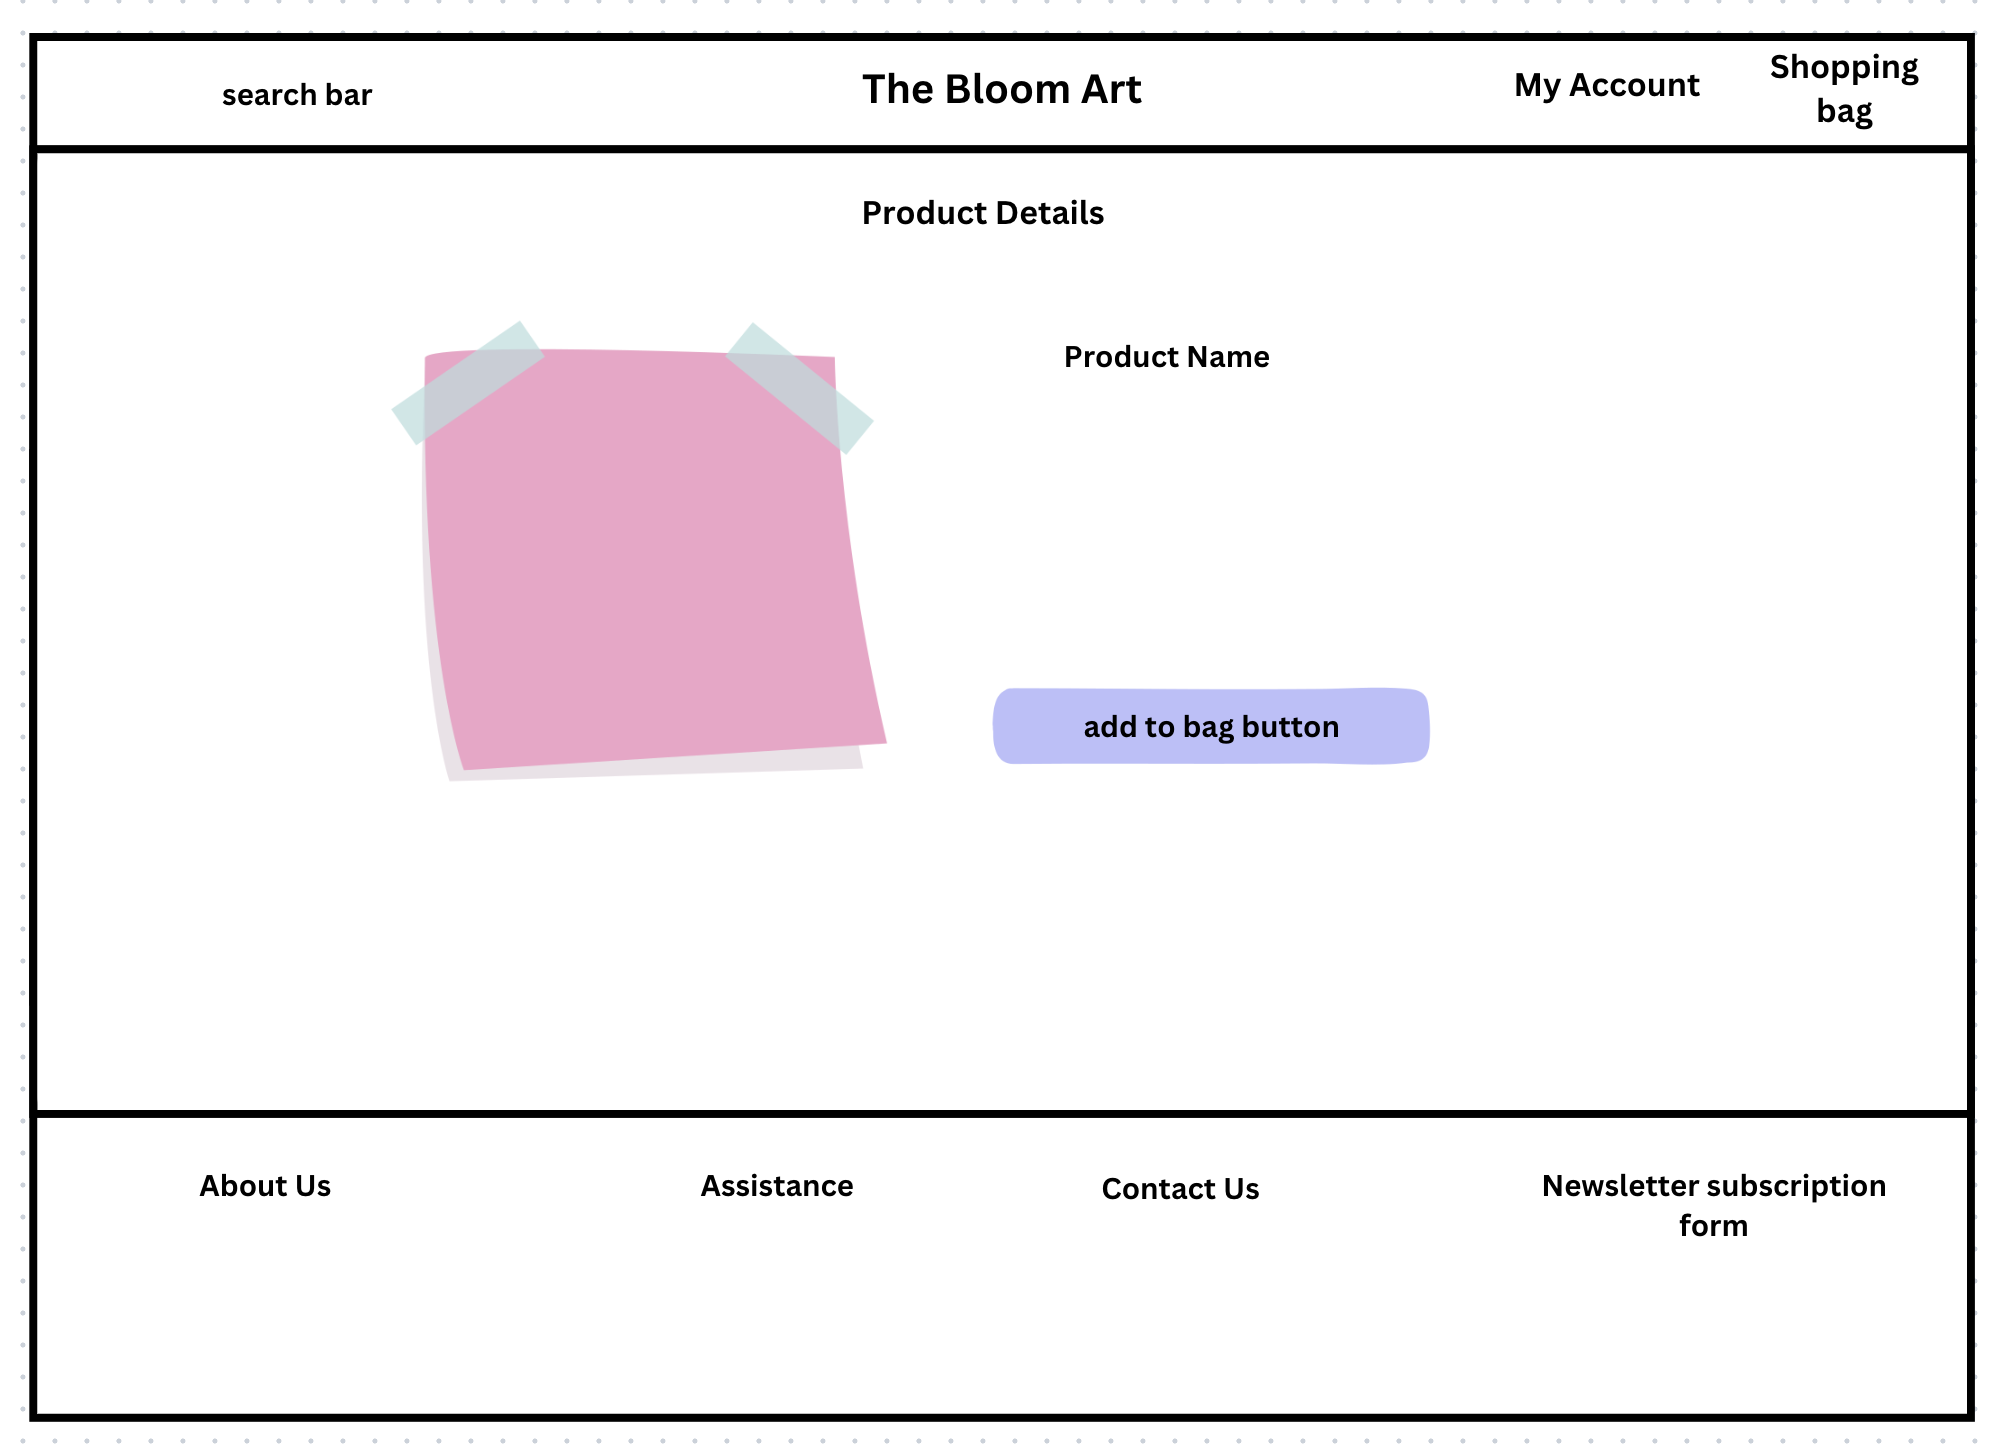 search bar
The Bloom Art
My Account
Shopping
bag
Product Details
Product Name
add to bag button
About Us
Assistance
Contact Us
Newsletter subscription
form